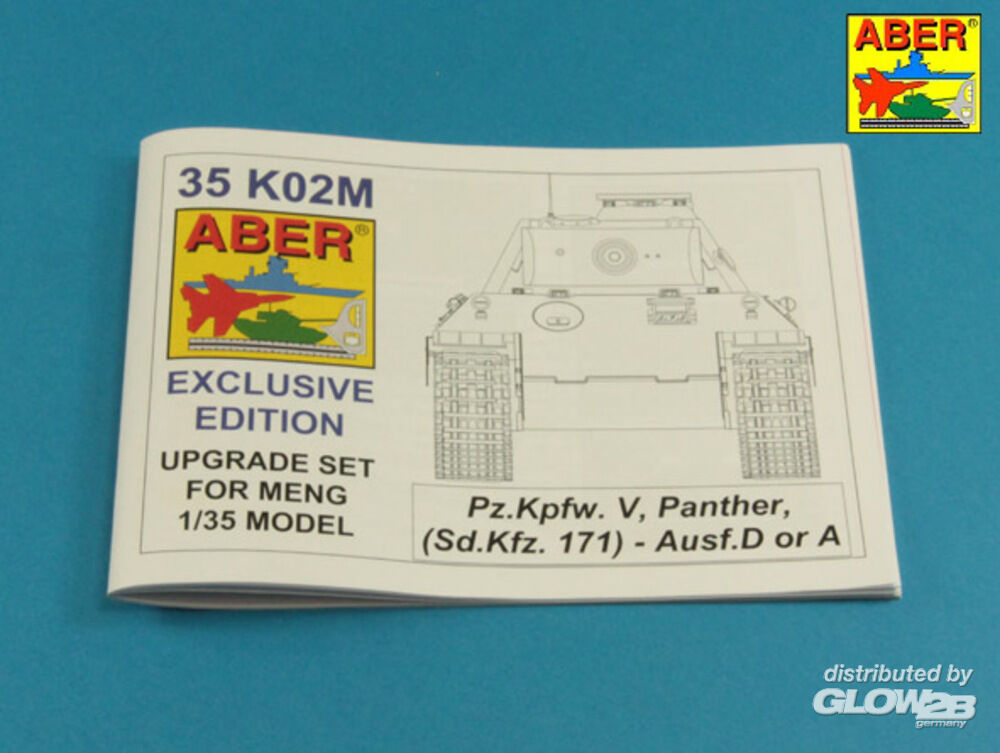 ABER®
35 K02M
ABER®
EXCLUSIVE
EDITION
UPGRADE SET
FOR MENG
1/35 MODEL
Pz.Kpfw. V, Panther,
(Sd.Kfz. 171) - Ausf.D or A
distributed by
GLOW2B
germany